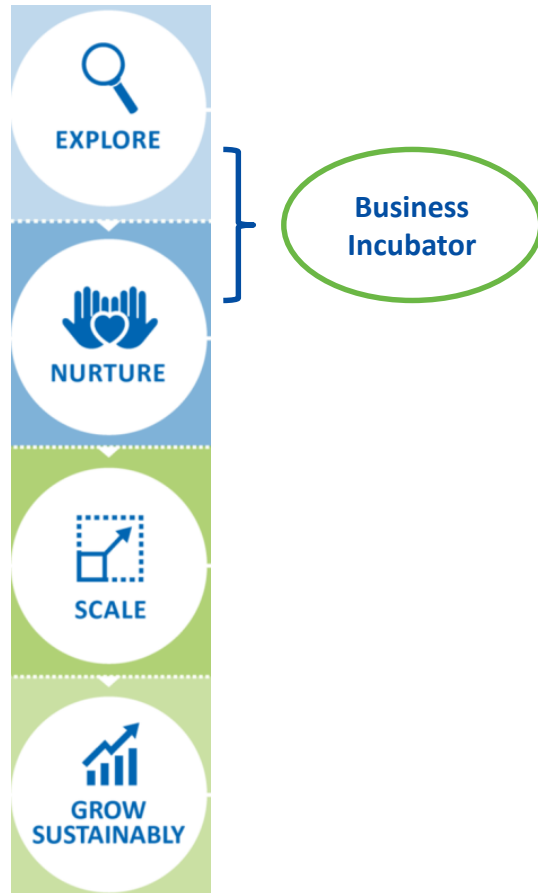 EXPLORE
Business
Incubator
NURTURE
SCALE
GROW
SUSTAINABLY